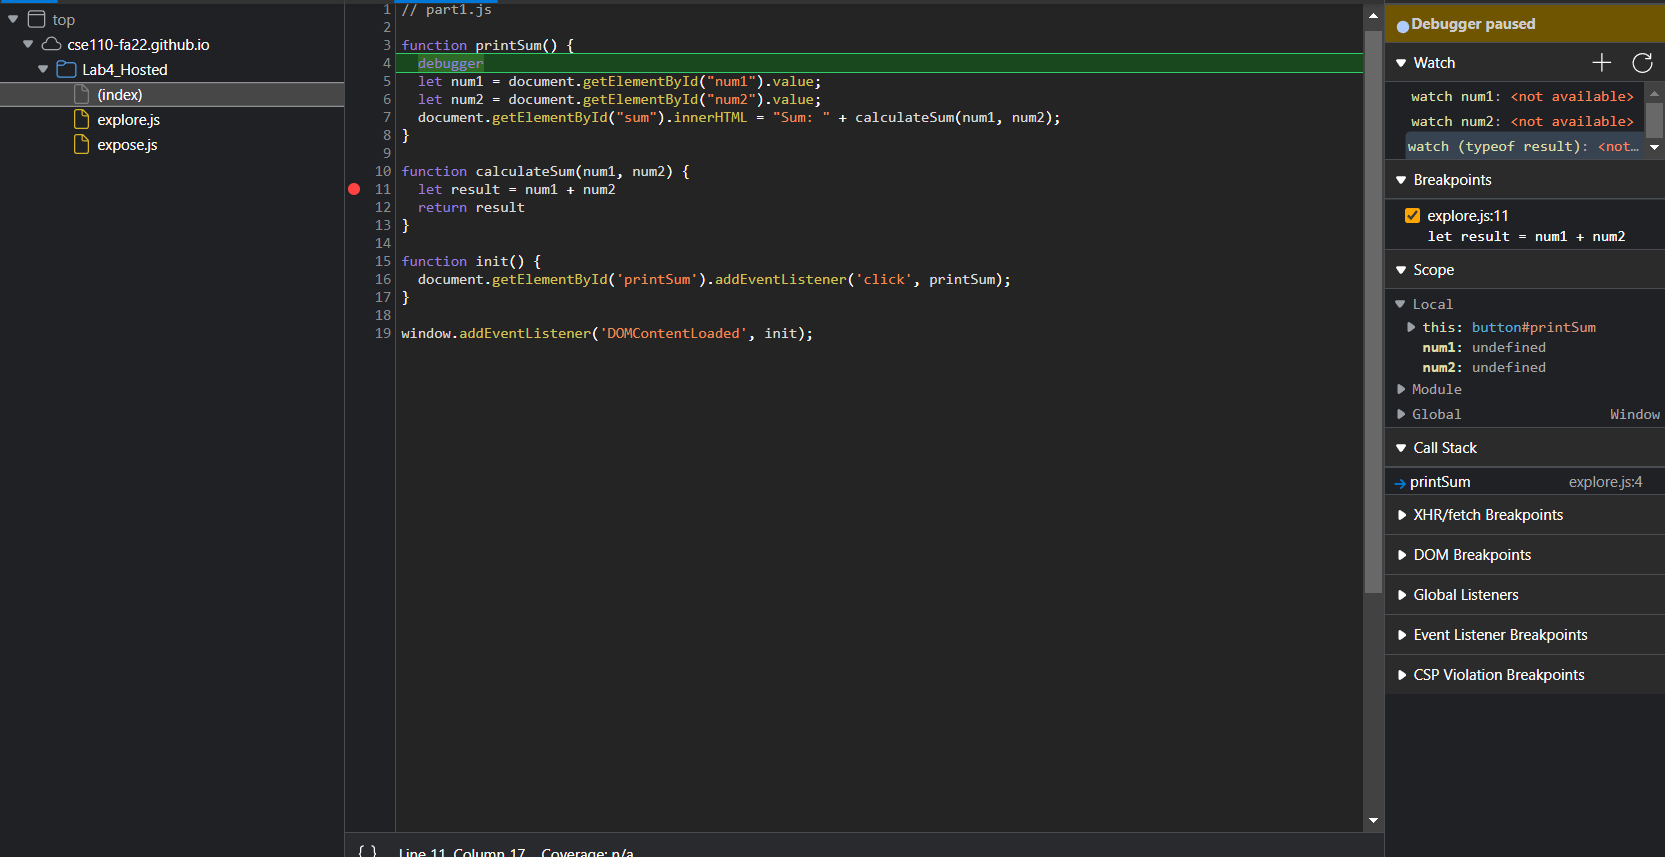 top
cse110-fa22.github.io
Lab4_Hosted
(index)
explore.js
expose.js
1 // part1.js
2
3 function printSum() {
4   debugger
5   let num1 = document.getElementById("num1").value;
6   let num2 = document.getElementById("num2").value;
7   document.getElementById("sum").innerHTML = "Sum: " + calculateSum(num1, num2);
8 }
9
10 function calculateSum(num1, num2) {
11   let result = num1 + num2
12   return result
13 }
14
15 function init() {
16   document.getElementById('printSum').addEventListener('click', printSum);
17 }
18
19 window.addEventListener('DOMContentLoaded', init);
{ } Line 11, Column 17 Coverage: n/a
Debugger paused
Watch
watch num1: <not available>
watch num2: <not available>
watch (typeof result): <not…
Breakpoints
explore.js:11
let result = num1 + num2
Scope
Local
this: button#printSum
num1: undefined
num2: undefined
Module
Global Window
Call Stack
printSum explore.js:4
XHR/fetch Breakpoints
DOM Breakpoints
Global Listeners
Event Listener Breakpoints
CSP Violation Breakpoints